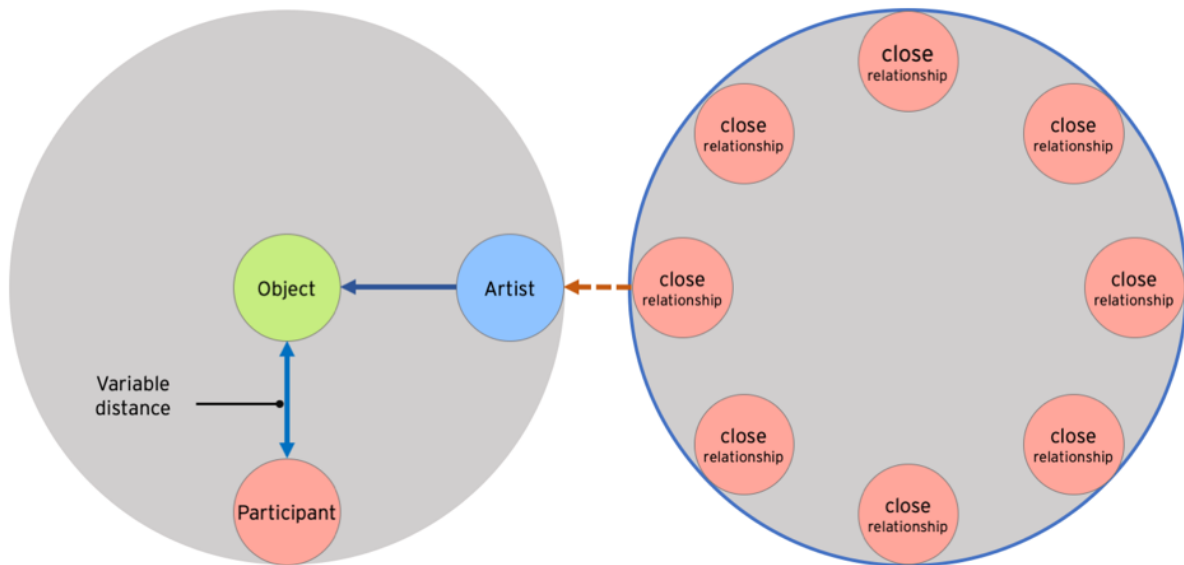 Object
Artist
Variable
distance
Participant
close
relationship
close
relationship
close
relationship
close
relationship
close
relationship
close
relationship
close
relationship
close
relationship